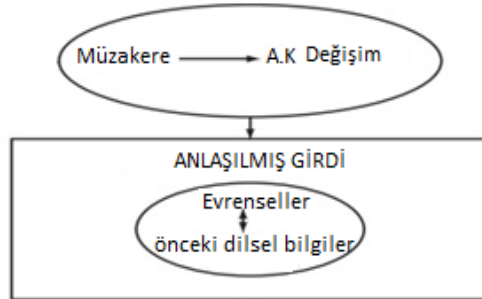 Müzakere A.K Değişim
ANLAŞILMIŞ GİRDİ
Evrenseller
önceki dilsel bilgiler